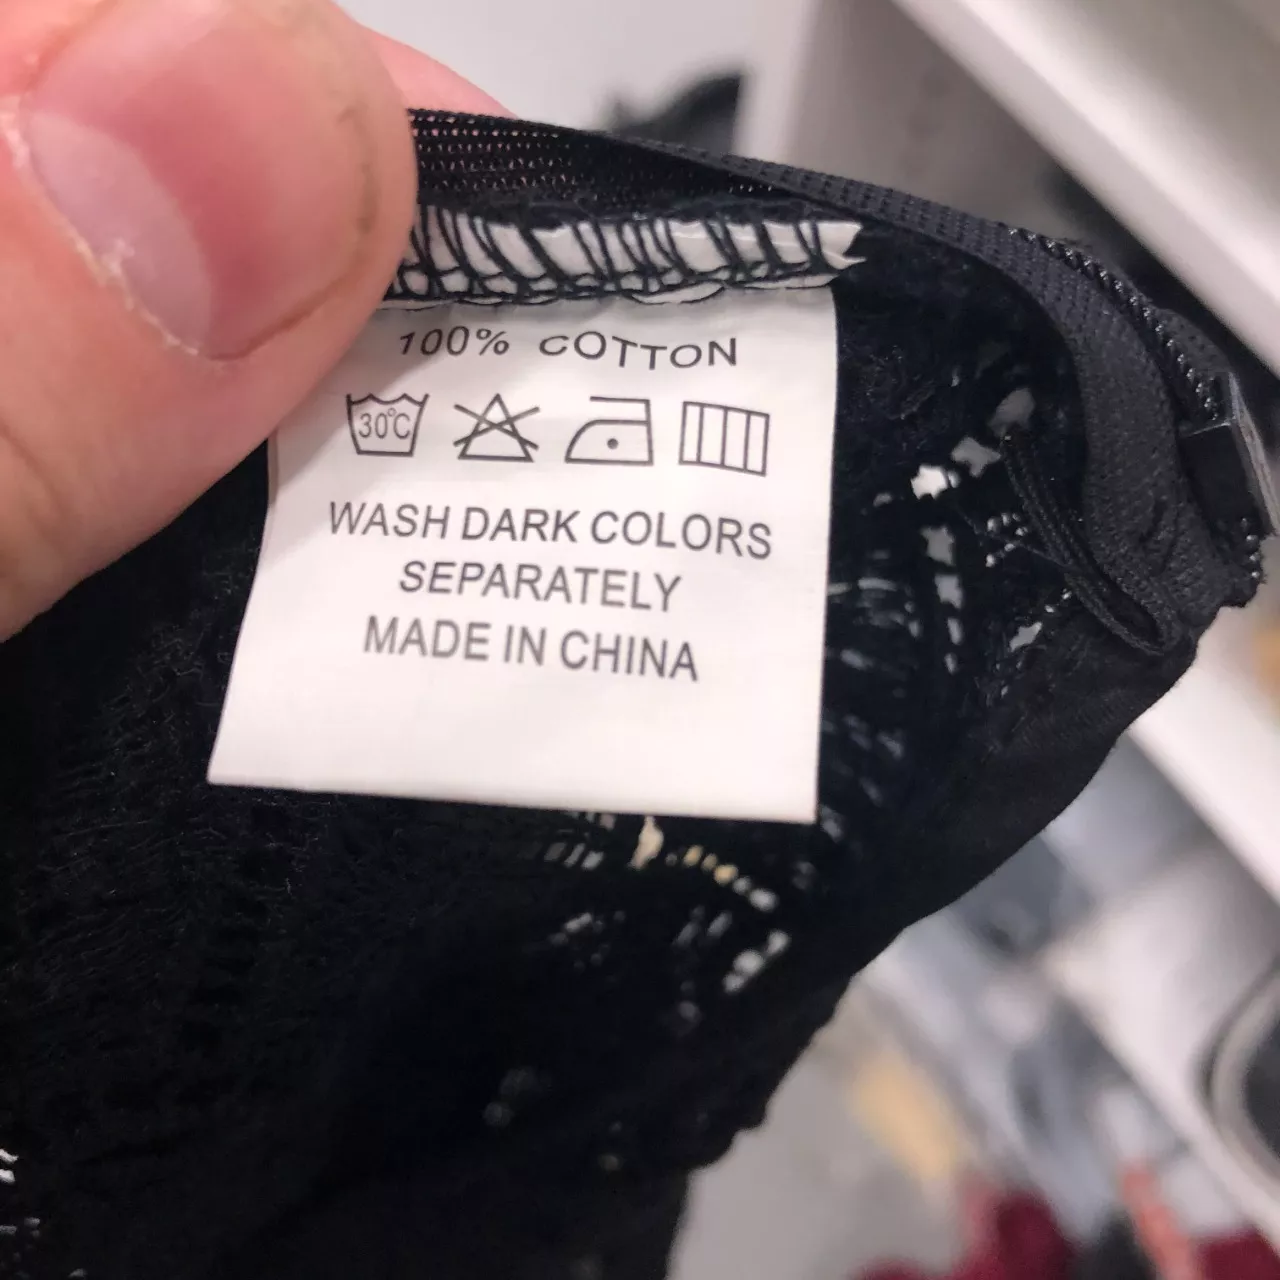 100% COTTON
30°C
WASH DARK COLORS
SEPARATELY
MADE IN CHINA